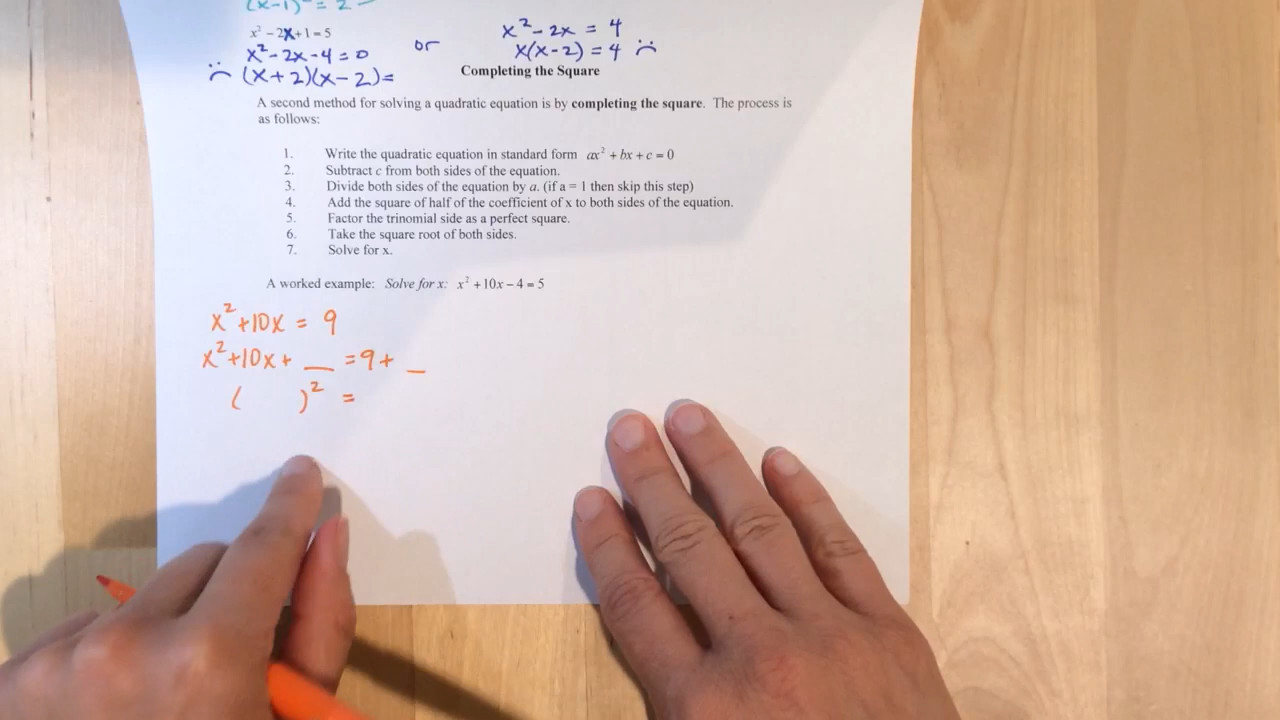 (x-1)² = 2
x² - 2x + 1 = 5
x² - 2x - 4 = 0
(x+2)(x-2) =
or
x² - 2x = 4
x(x-2) = 4
Completing the Square
A second method for solving a quadratic equation is by completing the square. The process is
as follows:
1. Write the quadratic equation in standard form ax² + bx + c = 0
2. Subtract c from both sides of the equation.
3. Divide both sides of the equation by a. (if a = 1 then skip this step)
4. Add the square of half of the coefficient of x to both sides of the equation.
5. Factor the trinomial side as a perfect square.
6. Take the square root of both sides.
7. Solve for x.
A worked example: Solve for x: x² + 10x - 4 = 5
x² + 10x = 9
x² + 10x + __ = 9 + _
( )² =